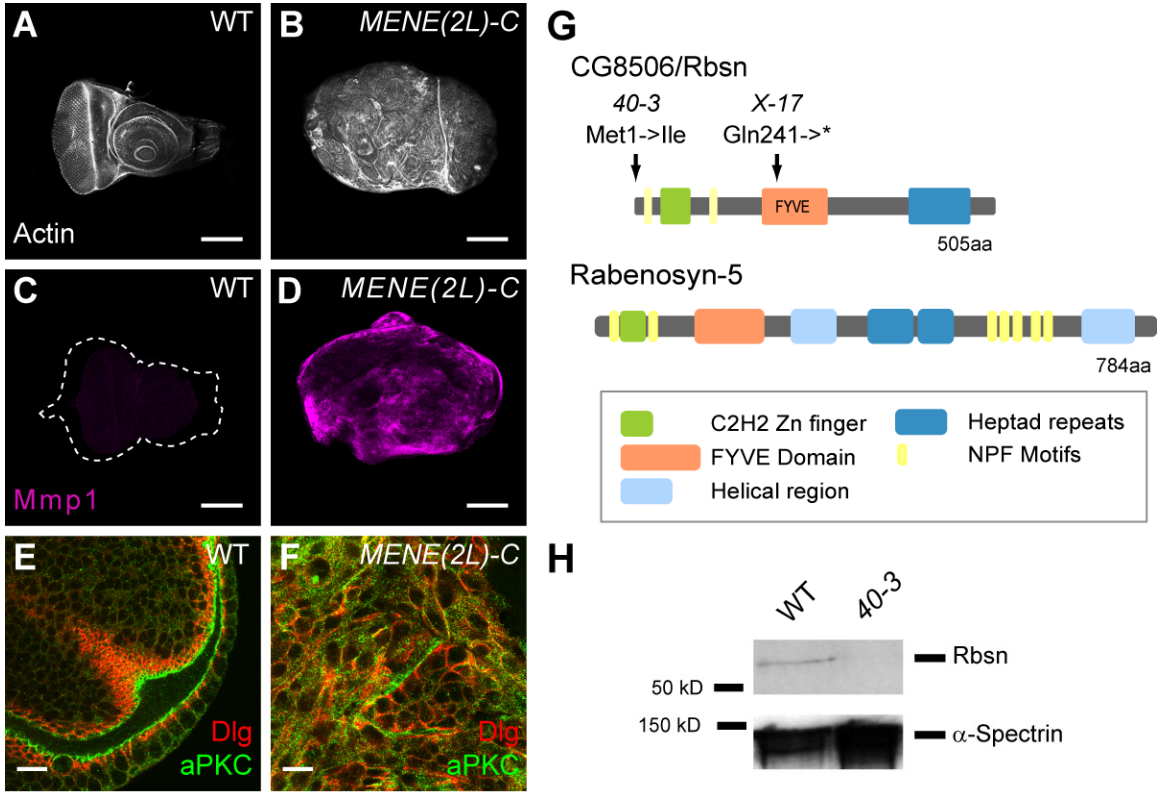 A WT
Actin
B MENE(2L)-C
C WT
Mmp1
D MENE(2L)-C
E WT
Dlg
aPKC
F MENE(2L)-C
Dlg
aPKC
G
CG8506/Rbsn
40-3 X-17
Met1->Ile Gln241->*
FYVE
505aa
Rabenosyn-5
784aa
C2H2 Zn finger Heptad repeats
FYVE Domain NPF Motifs
Helical region
H
WT 40-3
Rbsn
50 kD
150 kD
α-Spectrin